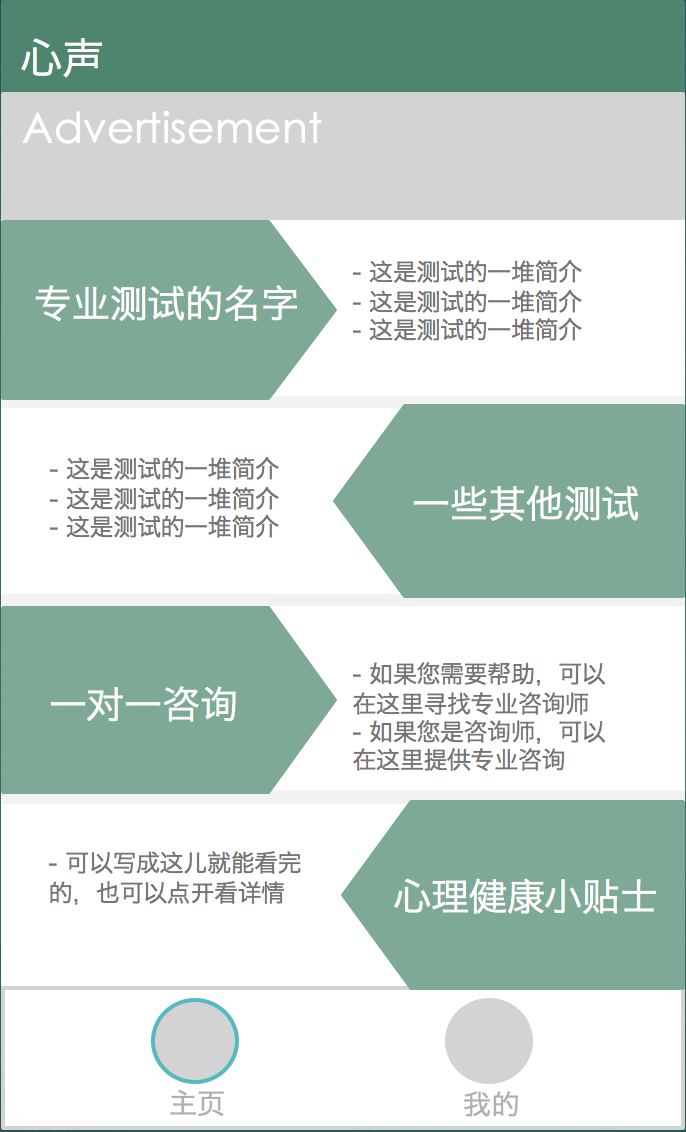 心声
Advertisement
专业测试的名字
- 这是测试的一堆简介
- 这是测试的一堆简介
- 这是测试的一堆简介
- 这是测试的一堆简介
- 这是测试的一堆简介
- 这是测试的一堆简介
一些其他测试
一对一咨询
- 如果您需要帮助，可以
在这里寻找专业咨询师
- 如果您是咨询师，可以
在这里提供专业咨询
- 可以写成这儿就能看完
的，也可以点开看详情
心理健康小贴士
主页
我的